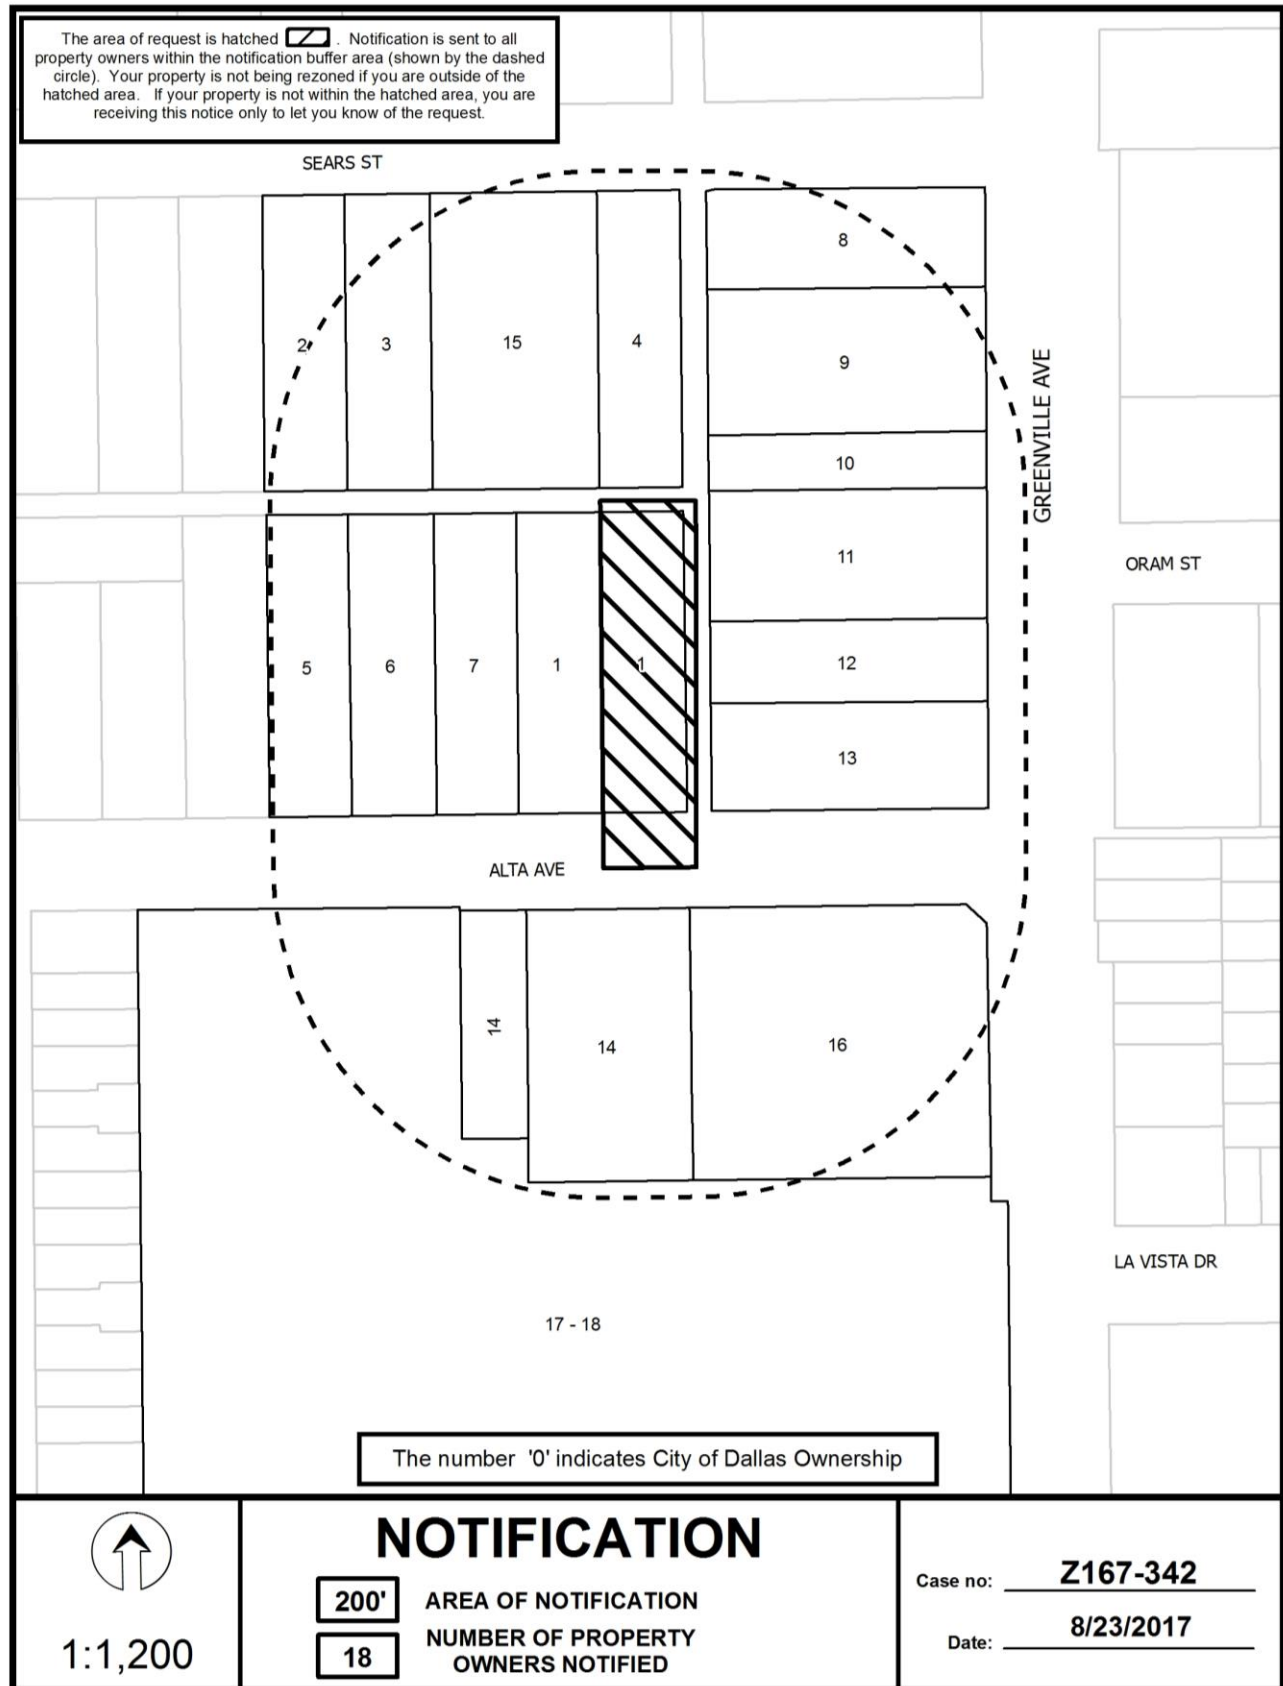 The area of request is hatched . Notification is sent to all
property owners within the notification buffer area (shown by the dashed
circle). Your property is not being rezoned if you are outside of the
hatched area. If your property is not within the hatched area, you are
receiving this notice only to let you know of the request.
SEARS ST
8
2
3
15
4
9
GREENVILLE AVE
10
11
ORAM ST
5
6
7
1
1
12
13
ALTA AVE
14
14
16
LA VISTA DR
17 - 18
The number '0' indicates City of Dallas Ownership
1:1,200
NOTIFICATION
200' AREA OF NOTIFICATION
18 NUMBER OF PROPERTY
OWNERS NOTIFIED
Case no: Z167-342
Date: 8/23/2017